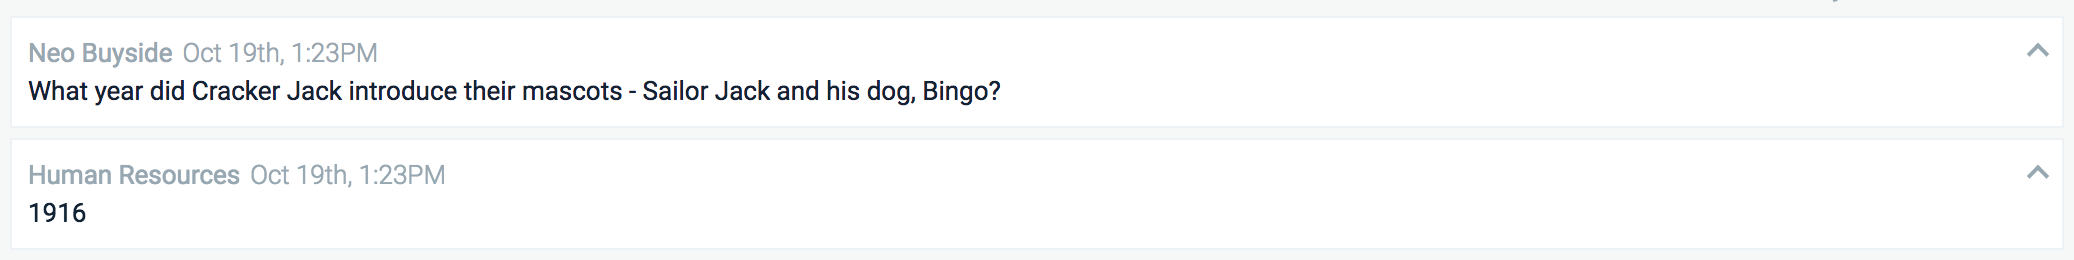 Neo Buyside Oct 19th, 1:23PM
What year did Cracker Jack introduce their mascots - Sailor Jack and his dog, Bingo?
Human Resources Oct 19th, 1:23PM
1916